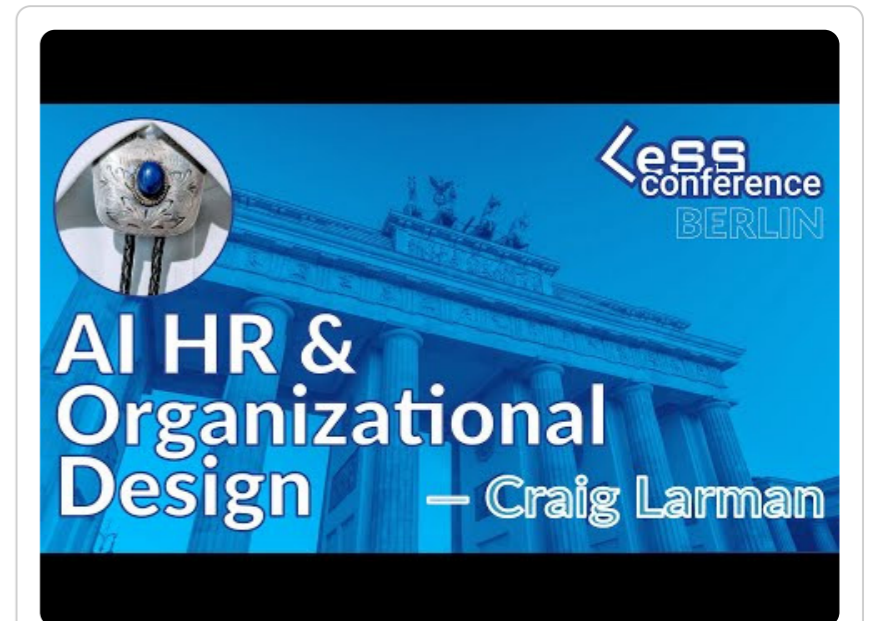 LeSS
conference
BERLIN
AI HR &
Organizational
Design
— Craig Larman